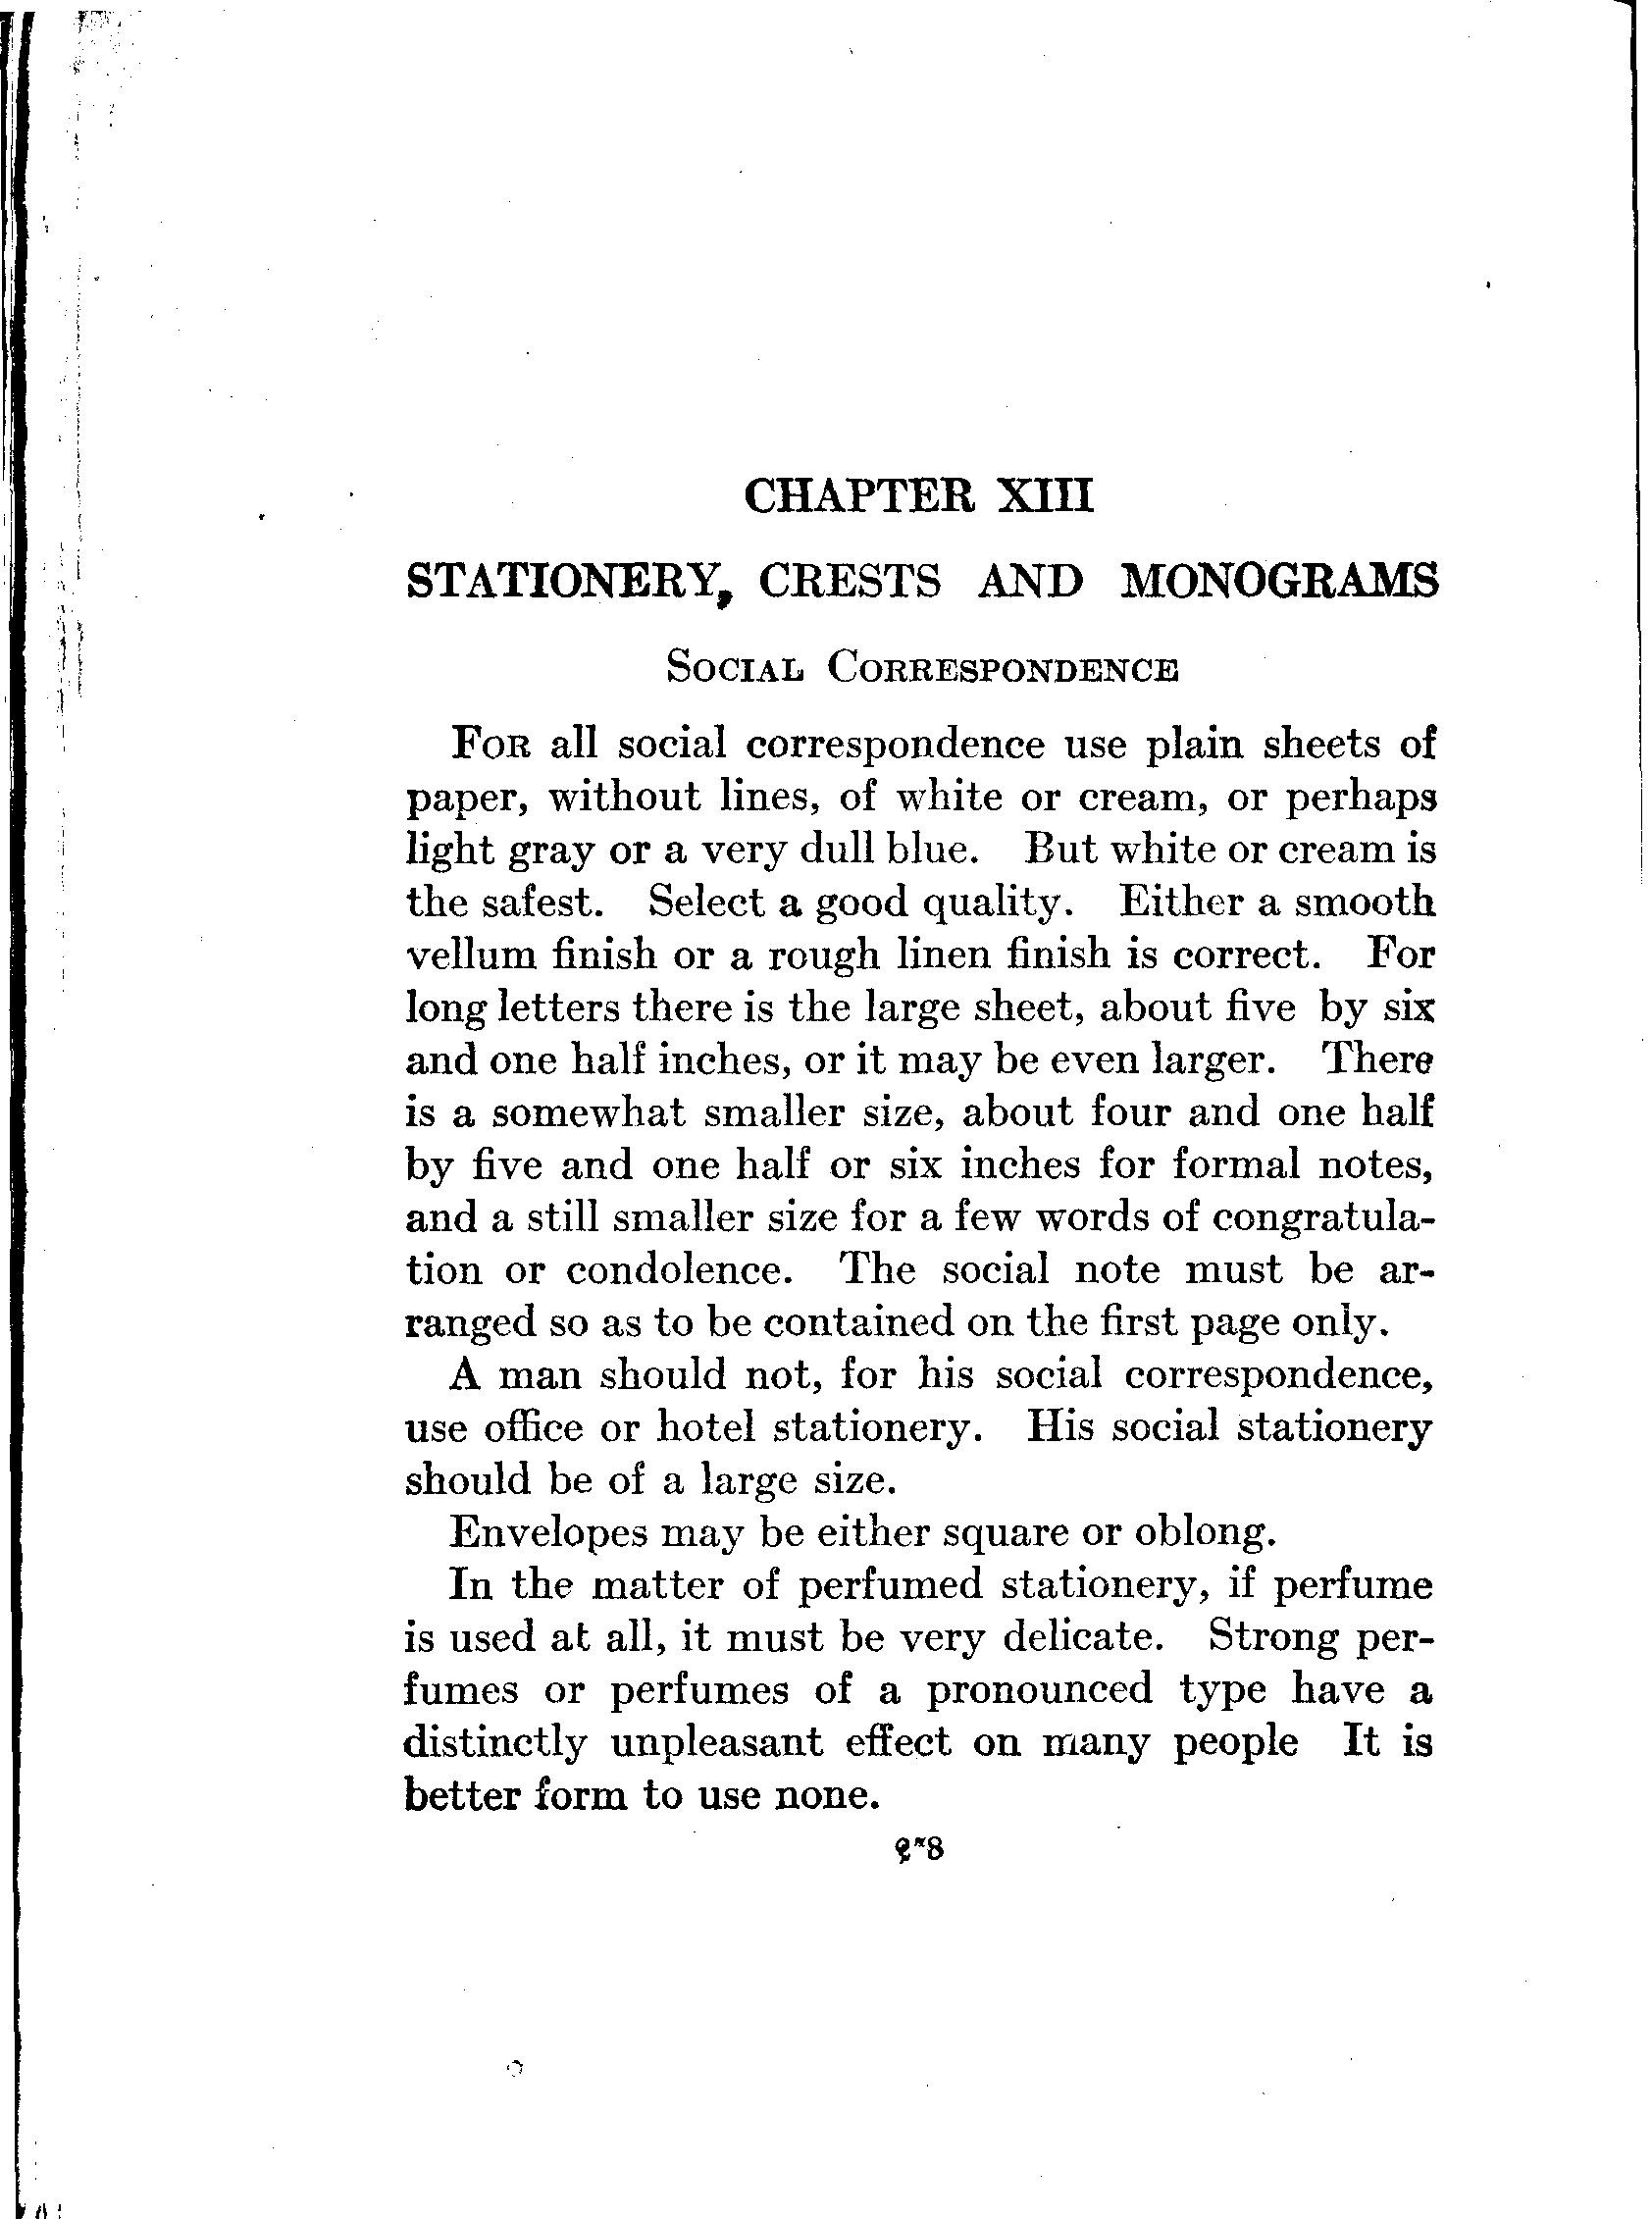 CHAPTER XIII
STATIONERY, CRESTS AND MONOGRAMS
SOCIAL CORRESPONDENCE
FOR all social correspondence use plain sheets of
paper, without lines, of white or cream, or perhaps
light gray or a very dull blue. But white or cream is
the safest. Select a good quality. Either a smooth
vellum finish or a rough linen finish is correct. For
long letters there is the large sheet, about five by six
and one half inches, or it may be even larger. There
is a somewhat smaller size, about four and one half
by five and one half or six inches for formal notes,
and a still smaller size for a few words of congratula-
tion or condolence. The social note must be ar-
ranged so as to be contained on the first page only.
A man should not, for his social correspondence,
use office or hotel stationery. His social stationery
should be of a large size.
Envelopes may be either square or oblong.
In the matter of perfumed stationery, if perfume
is used at all, it must be very delicate. Strong per-
fumes or perfumes of a pronounced type have a
distinctly unpleasant effect on many people It is
better form to use none.